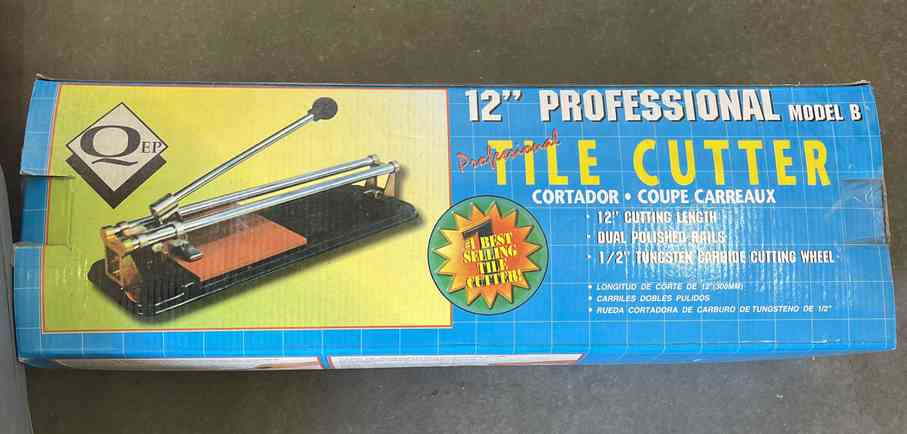 QEP
12" PROFESSIONAL MODEL B
Professional
TILE CUTTER
CORTADOR • COUPE CARREAUX
• 12" CUTTING LENGTH
• DUAL POLISHED RAILS
• 1/2" TUNGSTEN CARBIDE CUTTING WHEEL
#1 BEST
SELLING
TILE
CUTTER!
• LONGITUD DE CORTE DE 12"(300MM)
• CARRILES DOBLES PULIDOS
• RUEDA CORTADORA DE CARBURO DE TUNGSTENO DE 1/2"